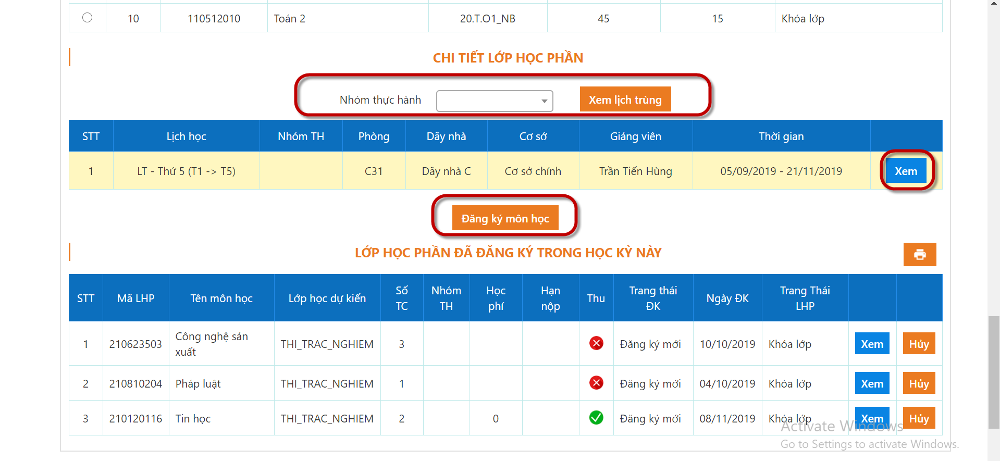 10 110512010 Toán 2 20.T.O1_NB 45 15 Khóa lớp
CHI TIẾT LỚP HỌC PHẦN
Nhóm thực hành Xem lịch trùng
STT Lịch học Nhóm TH Phòng Dãy nhà Cơ sở Giảng viên Thời gian
1 LT - Thứ 5 (T1 -> T5) C31 Dãy nhà C Cơ sở chính Trần Tiến Hùng 05/09/2019 - 21/11/2019 Xem
Đăng ký môn học
LỚP HỌC PHẦN ĐÃ ĐĂNG KÝ TRONG HỌC KỲ NÀY
STT Mã LHP Tên môn học Lớp học dự kiến Số TC Nhóm TH Học phí Hạn nộp Thu Trang thái ĐK Ngày ĐK Trang Thái LHP
1 210623503 Công nghệ sản xuất THI_TRAC_NGHIEM 3 Đăng ký mới 10/10/2019 Khóa lớp Xem Hủy
2 210810204 Pháp luật THI_TRAC_NGHIEM 1 Đăng ký mới 04/10/2019 Khóa lớp Xem Hủy
3 210120116 Tin học THI_TRAC_NGHIEM 2 0 Đăng ký mới 08/11/2019 Khóa lớp Xem Hủy
Activate Windows
Go to Settings to activate Windows.